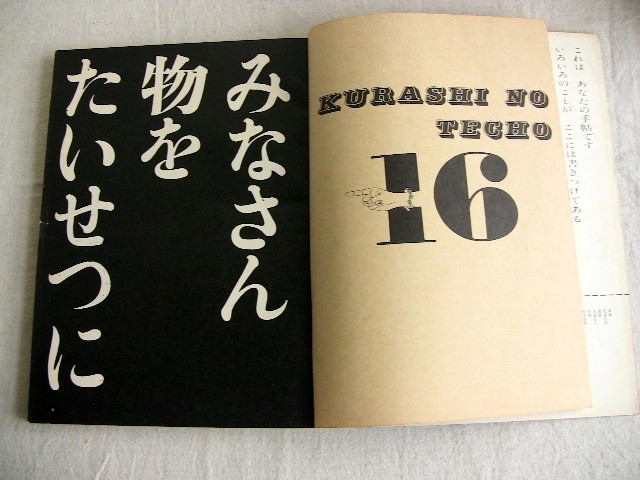 みなさん
物を
たいせつに
KURASHI NO
TECHO
16
これは あなたの手帖です
いろいろのことが ここには書きつけてある